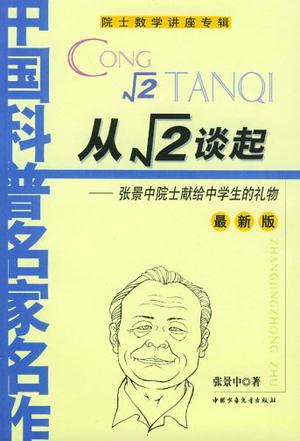 院士数学讲座专辑
中国科普名家名作
CONG
√2 TANQI
从√2谈起
——张景中院士献给中学生的礼物
最新版
ZHANGJINGZHONG ZHU
张景中 著
中国少年儿童出版社